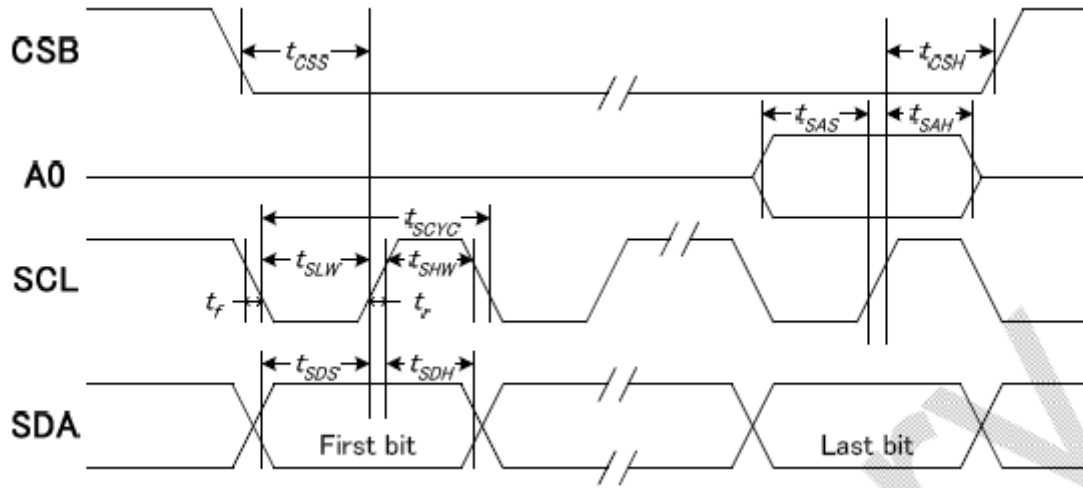 CSB
tCSS
tCSH
A0
tSAS
tSAH
SCL
tSCYC
tSLW
tSHW
tf
tr
SDA
tSDS
tSDH
First bit
Last bit